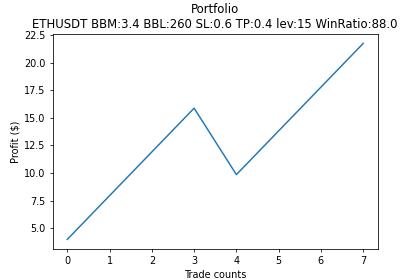 Portfolio
ETHUSDT BBM:3.4 BBL:260 SL:0.6 TP:0.4 lev:15 WinRatio:88.0
22.5
20.0
17.5
15.0
12.5
10.0
7.5
5.0
Profit ($)
0 1 2 3 4 5 6 7
Trade counts